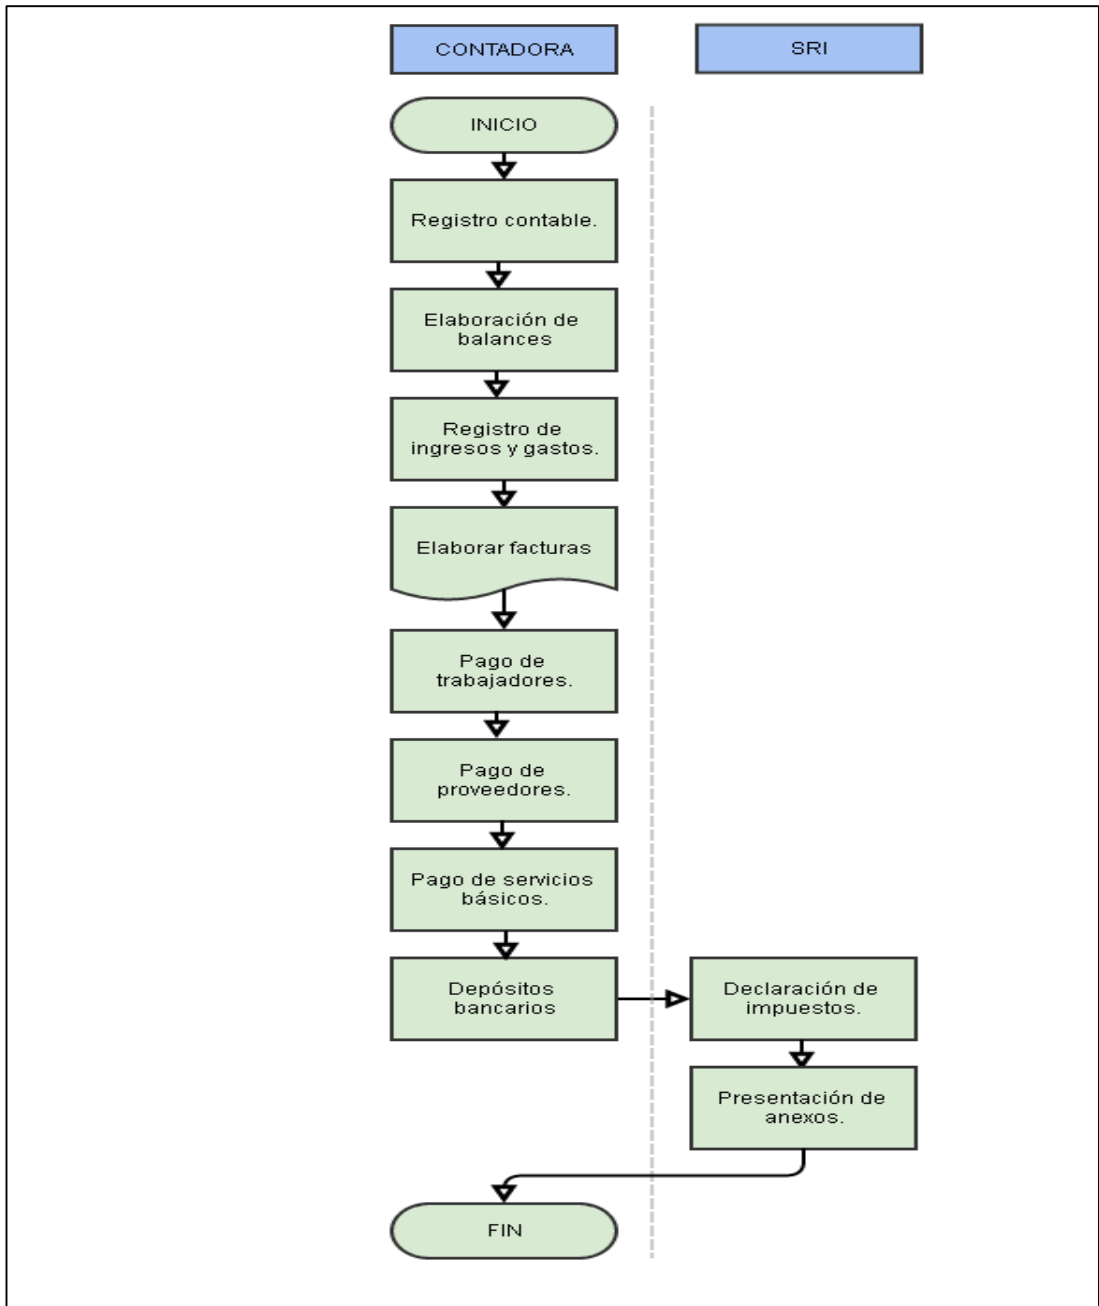 CONTADORA
SRI
INICIO
Registro contable.
Elaboración de
balances
Registro de
ingresos y gastos.
Elaborar facturas
Pago de
trabajadores.
Pago de
proveedores.
Pago de servicios
básicos.
Depósitos
bancarios
Declaración de
impuestos.
Presentación de
anexos.
FIN